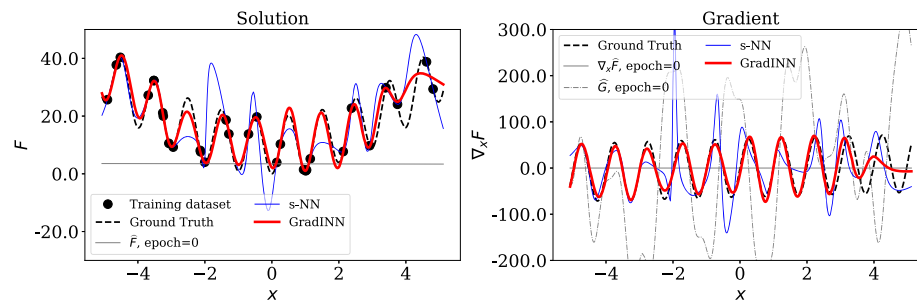 Solution
40.0
20.0
0.0
20.0
F
−4
−2
0
2
4
x
Training dataset
Ground Truth
F̂, epoch=0
s-NN
GradINN
Gradient
300.0
200.0
100.0
0.0
−100.0
−200.0
∇ₓF
−4
−2
0
2
4
x
Ground Truth
∇ₓF̂, epoch=0
Ĝ, epoch=0
s-NN
GradINN